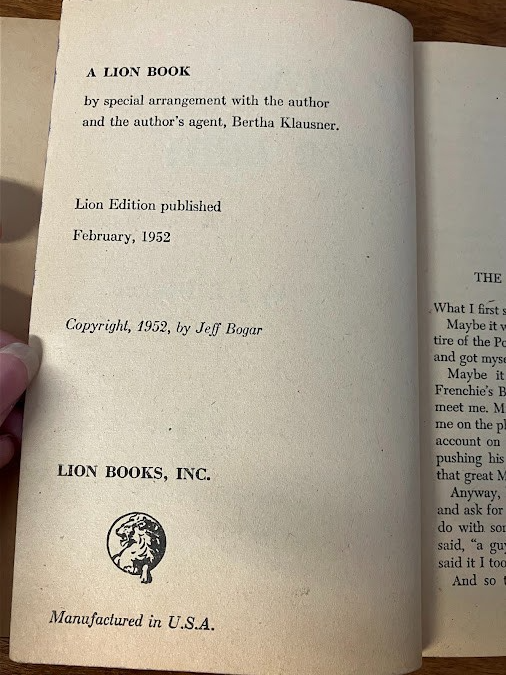 A LION BOOK
by special arrangement with the author
and the author's agent, Bertha Klausner.
Lion Edition published
February, 1952
Copyright, 1952, by Jeff Bogar
LION BOOKS, INC.
Manufactured in U.S.A.
THE
What I first
Maybe it
tire of the
and got
Maybe it
Frenchie's
meet me.
me on the
account on
pushing his
that great
Anyway,
and ask for
do with
said, "a
said it I
And so